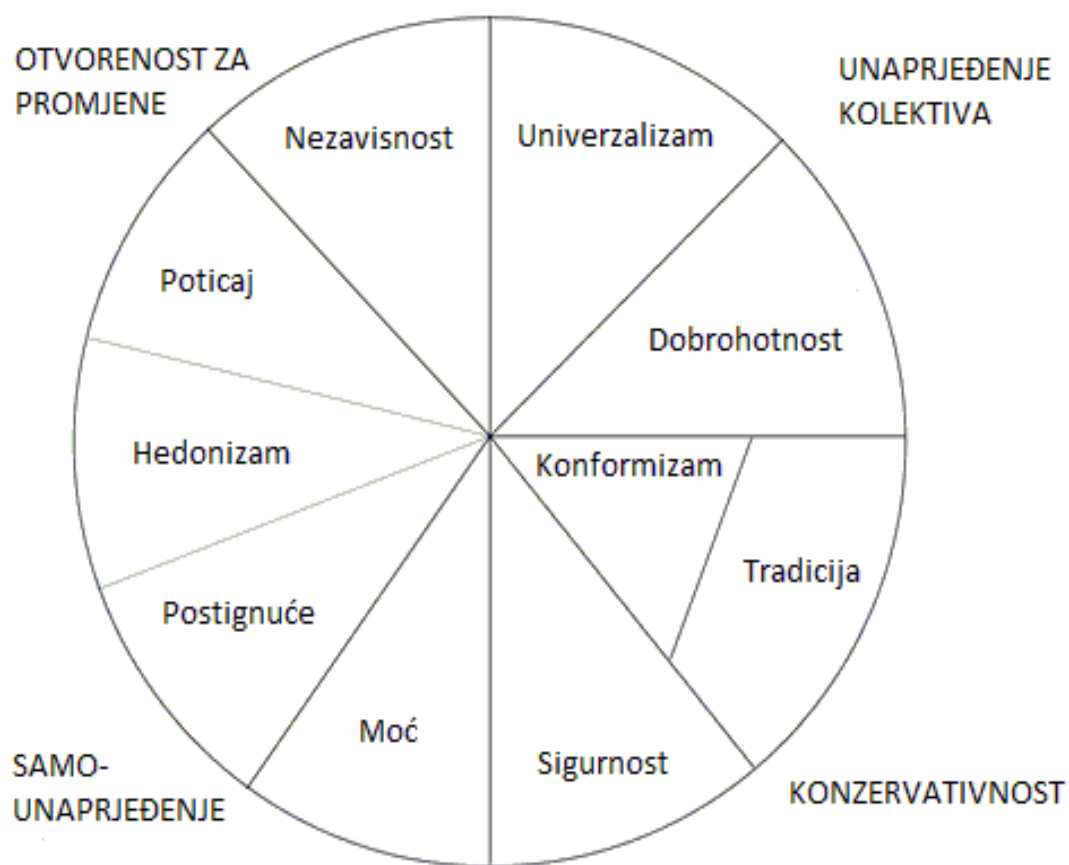 OTVORENOST ZA
PROMJENE
UNAPRJEĐENJE
KOLEKTIVA
Nezavisnost
Univerzalizam
Poticaj
Dobrohotnost
Hedonizam
Konformizam
Tradicija
Postignuće
Moć
Sigurnost
SAMO-
UNAPRJEĐENJE
KONZERVATIVNOST